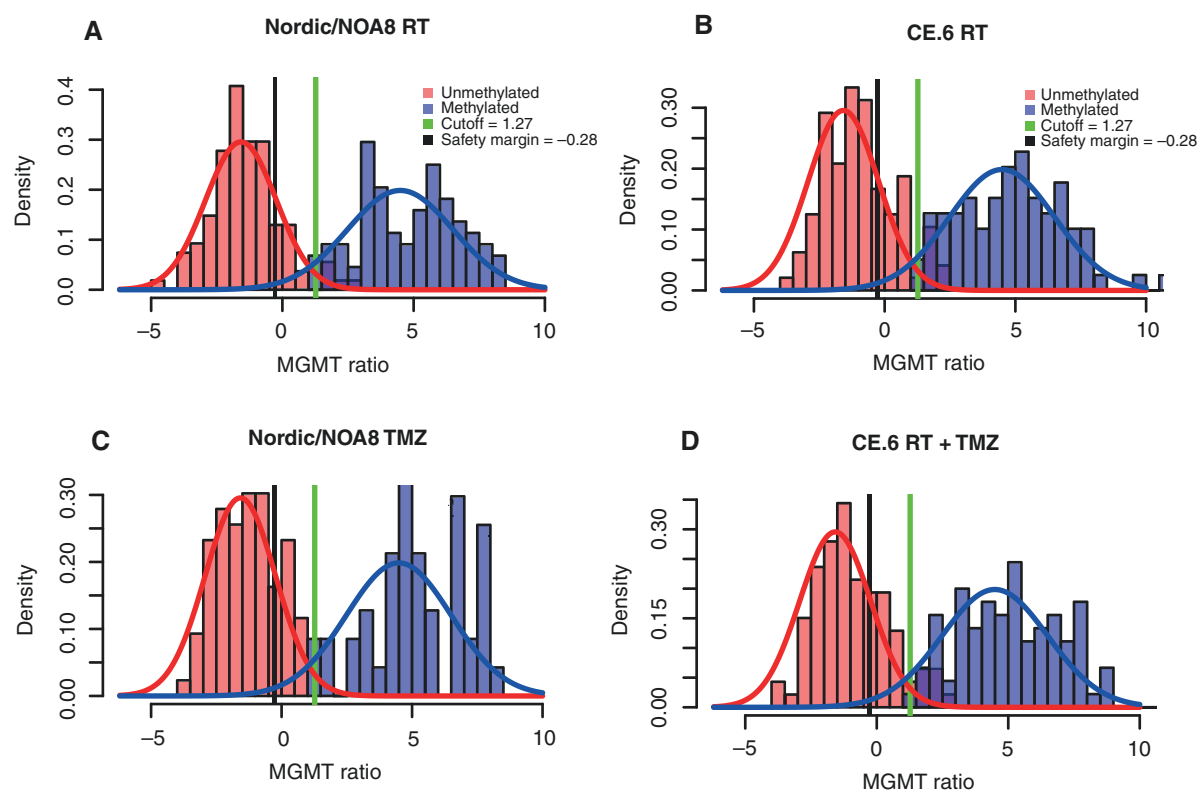 A
Nordic/NOA8 RT
Unmethylated
Methylated
Cutoff = 1.27
Safety margin = –0.28
Density
0.0
0.1
0.2
0.3
0.4
–5
0
5
10
MGMT ratio
B
CE.6 RT
Unmethylated
Methylated
Cutoff = 1.27
Safety margin = –0.28
Density
0.00
0.10
0.20
0.30
–5
0
5
10
MGMT ratio
C
Nordic/NOA8 TMZ
Density
0.00
0.10
0.20
0.30
–5
0
5
10
MGMT ratio
D
CE.6 RT + TMZ
Density
0.00
0.15
0.30
–5
0
5
10
MGMT ratio